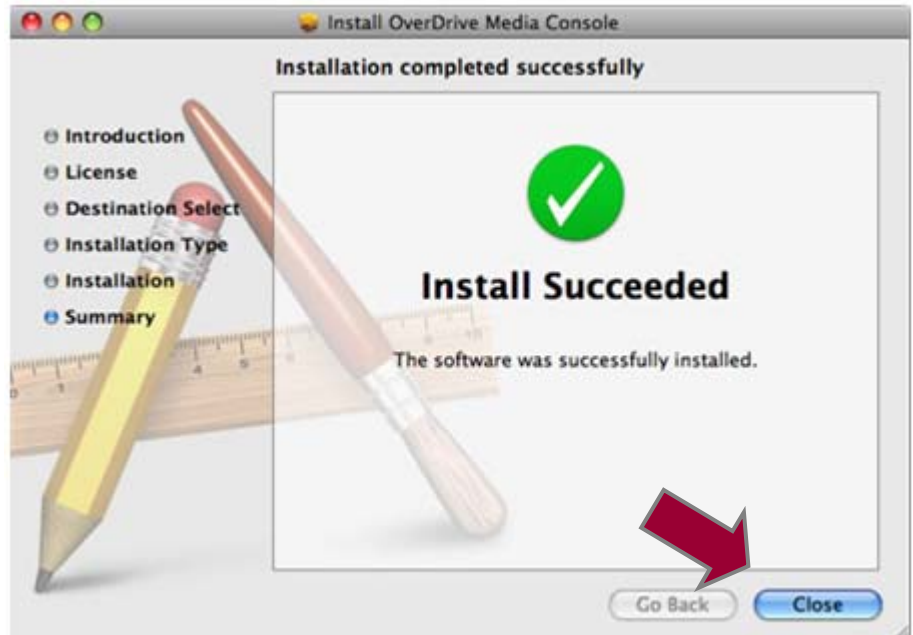 Install OverDrive Media Console
Installation completed successfully
Introduction
License
Destination Select
Installation Type
Installation
Summary
Install Succeeded
The software was successfully installed.
Go Back
Close